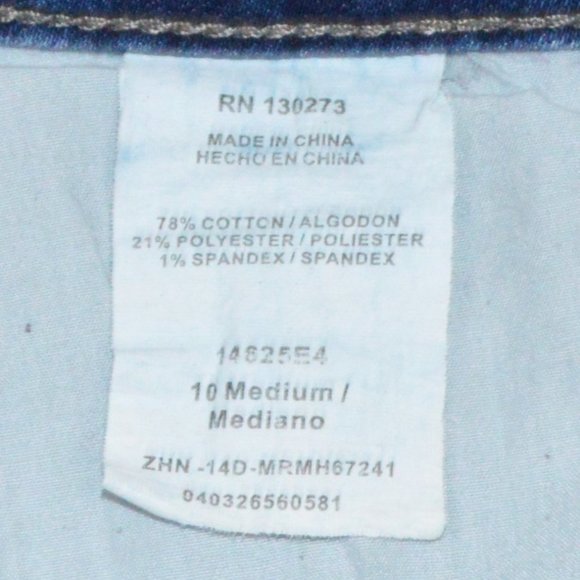 RN 130273
MADE IN CHINA
HECHO EN CHINA
78% COTTON / ALGODON
21% POLYESTER / POLIESTER
1% SPANDEX / SPANDEX
14825E4
10 Medium /
Mediano
ZHN -14D-MRMH67241
040326560581